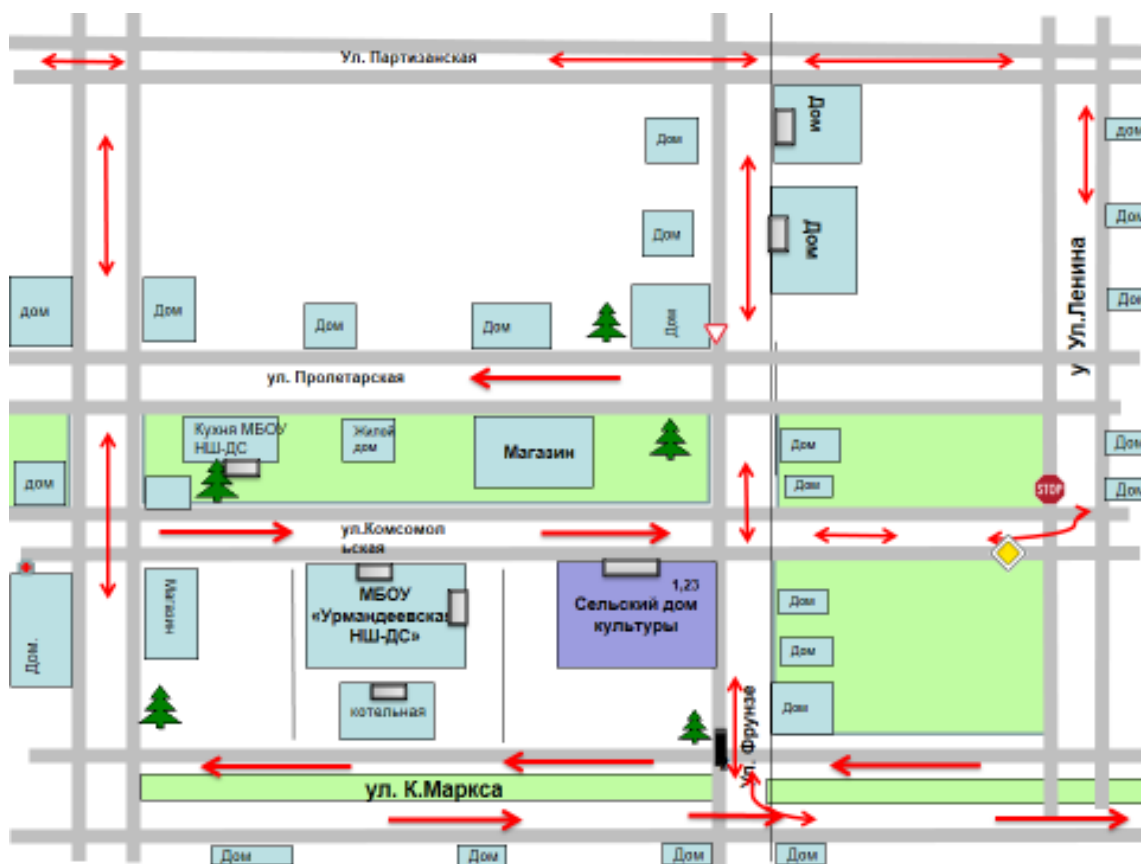 Ул. Партизанская
Дом
Дом
дом
Дом
Дом
Дом
Дом
дом
Дом
Дом
Дом
Дом
Дом
у Ул.Ленина
ул. Пролетарская
Кухня МБОУ
НШ-ДС
Жилой
дом
Магазин
Дом
Дом
Дом
Дом
дом
STOP
ул.Комсомол
ьская
Дом.
Магазин
МБОУ
«Урмандеевская
НШ-ДС»
1,23
Сельский дом
культуры
Дом
Дом
котельная
Дом
ул. Фрунзе
ул. К.Маркса
Дом
Дом
Дом
Дом